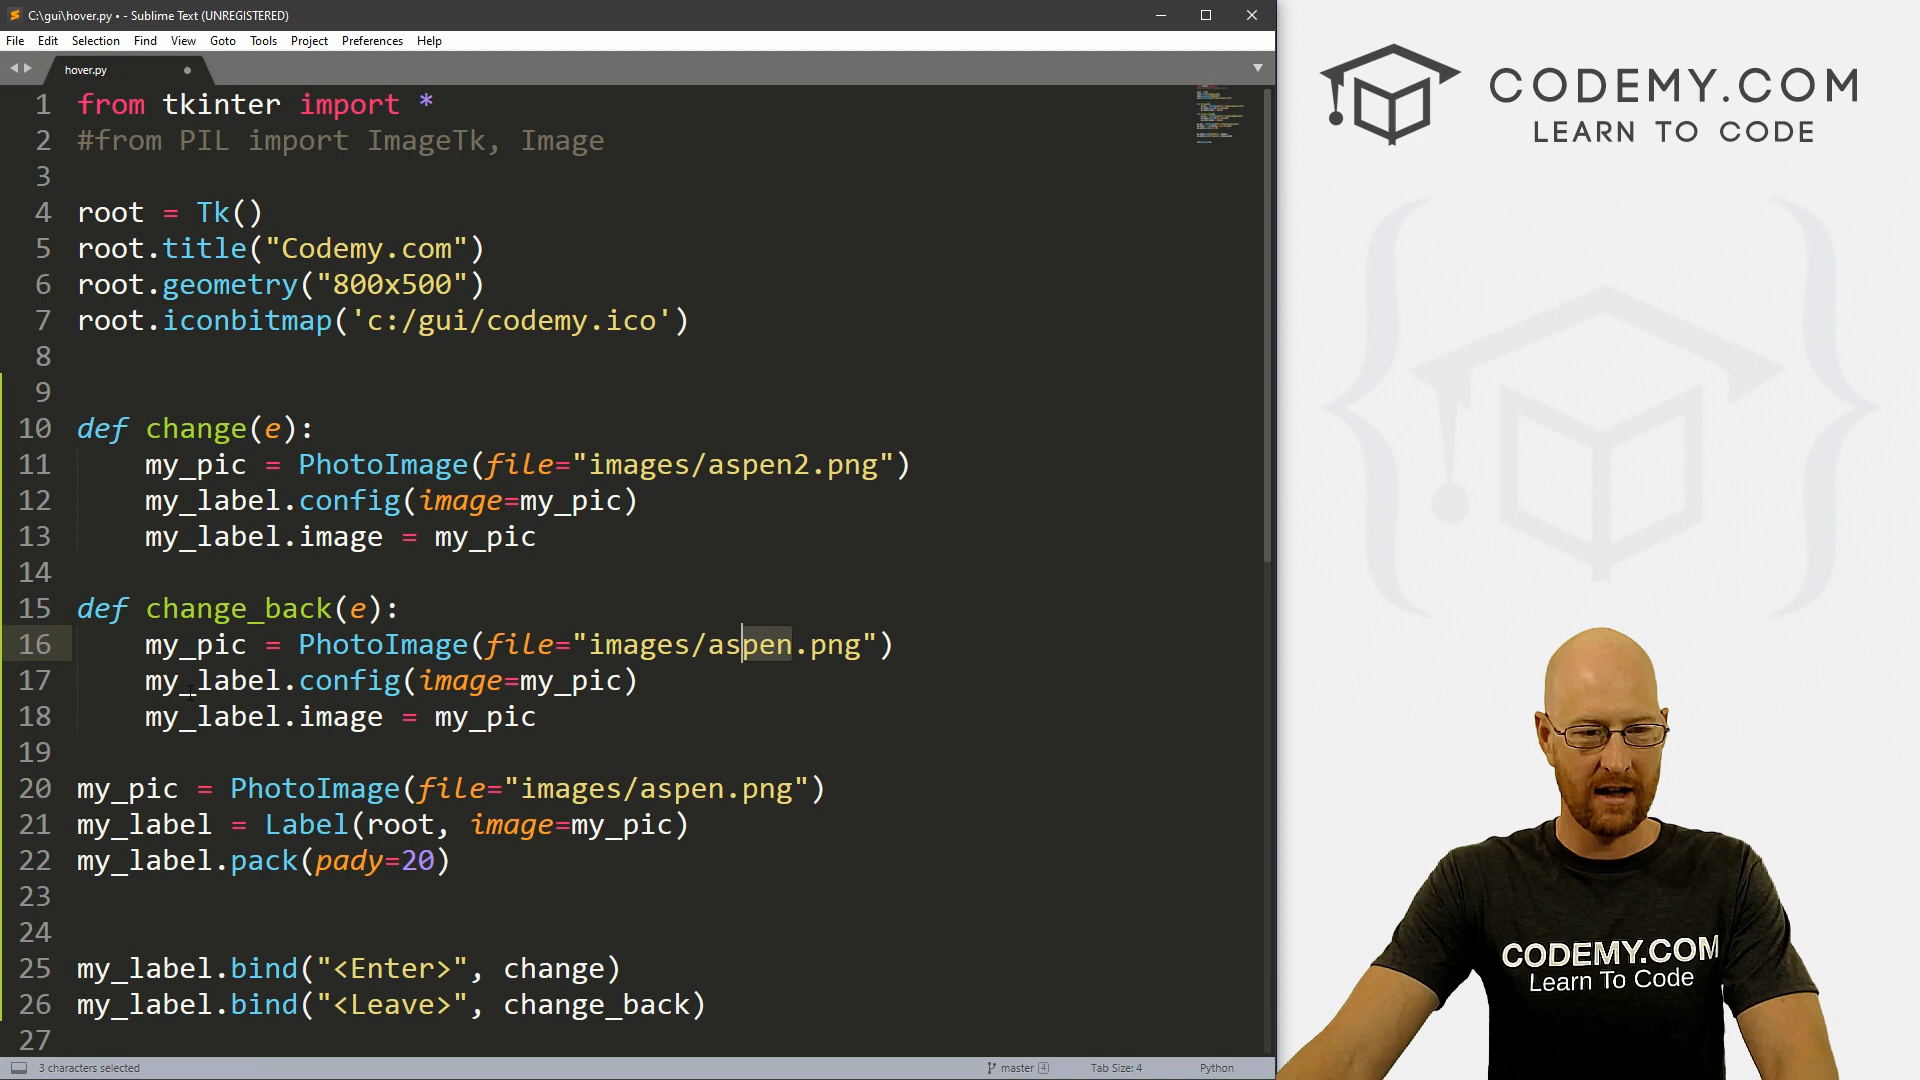 C:\gui\hover.py • - Sublime Text (UNREGISTERED)
File Edit Selection Find View Goto Tools Project Preferences Help
hover.py
1 from tkinter import *
2 #from PIL import ImageTk, Image
3
4 root = Tk()
5 root.title("Codemy.com")
6 root.geometry("800x500")
7 root.iconbitmap('c:/gui/codemy.ico')
8
9
10 def change(e):
11     my_pic = PhotoImage(file="images/aspen2.png")
12     my_label.config(image=my_pic)
13     my_label.image = my_pic
14
15 def change_back(e):
16     my_pic = PhotoImage(file="images/aspen.png")
17     my_label.config(image=my_pic)
18     my_label.image = my_pic
19
20 my_pic = PhotoImage(file="images/aspen.png")
21 my_label = Label(root, image=my_pic)
22 my_label.pack(pady=20)
23
24
25 my_label.bind("<Enter>", change)
26 my_label.bind("<Leave>", change_back)
27
3 characters selected
master 4
Tab Size: 4
Python
CODEMY.COM
LEARN TO CODE
CODEMY.COM
Learn To Code